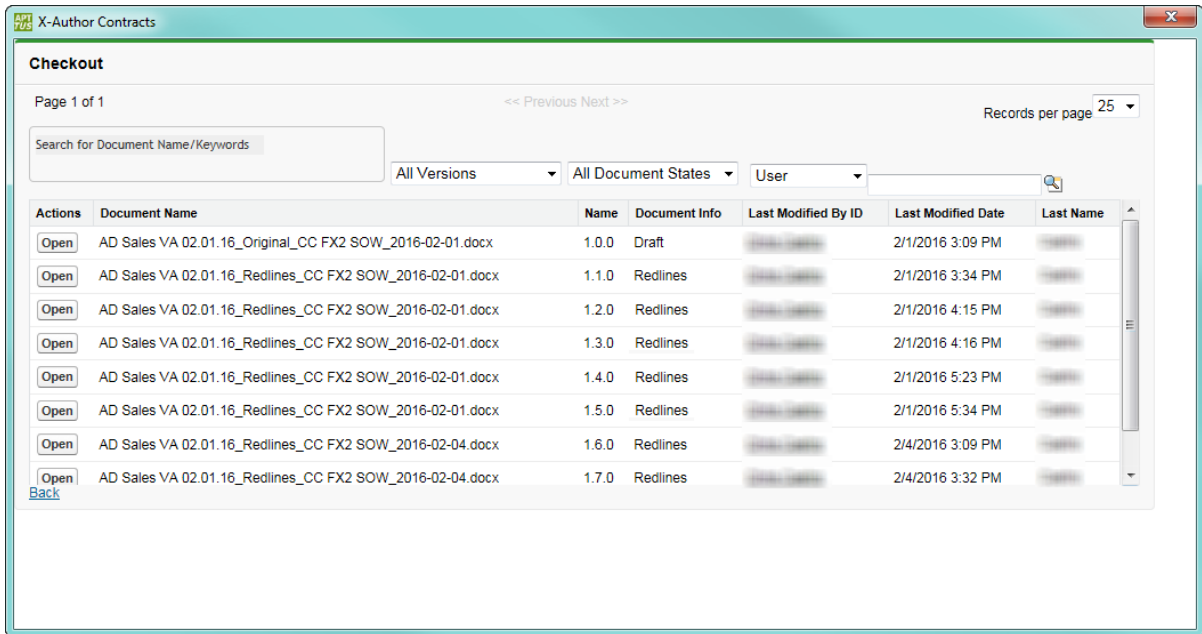 APT TUS X-Author Contracts
Checkout
Page 1 of 1 << Previous Next >> Records per page 25
Search for Document Name/Keywords
All Versions All Document States User
Actions Document Name Name Document Info Last Modified By ID Last Modified Date Last Name
Open AD Sales VA 02.01.16_Original_CC FX2 SOW_2016-02-01.docx 1.0.0 Draft 2/1/2016 3:09 PM
Open AD Sales VA 02.01.16_Redlines_CC FX2 SOW_2016-02-01.docx 1.1.0 Redlines 2/1/2016 3:34 PM
Open AD Sales VA 02.01.16_Redlines_CC FX2 SOW_2016-02-01.docx 1.2.0 Redlines 2/1/2016 4:15 PM
Open AD Sales VA 02.01.16_Redlines_CC FX2 SOW_2016-02-01.docx 1.3.0 Redlines 2/1/2016 4:16 PM
Open AD Sales VA 02.01.16_Redlines_CC FX2 SOW_2016-02-01.docx 1.4.0 Redlines 2/1/2016 5:23 PM
Open AD Sales VA 02.01.16_Redlines_CC FX2 SOW_2016-02-01.docx 1.5.0 Redlines 2/1/2016 5:34 PM
Open AD Sales VA 02.01.16_Redlines_CC FX2 SOW_2016-02-04.docx 1.6.0 Redlines 2/4/2016 3:09 PM
Open AD Sales VA 02.01.16_Redlines_CC FX2 SOW_2016-02-04.docx 1.7.0 Redlines 2/4/2016 3:32 PM
Back